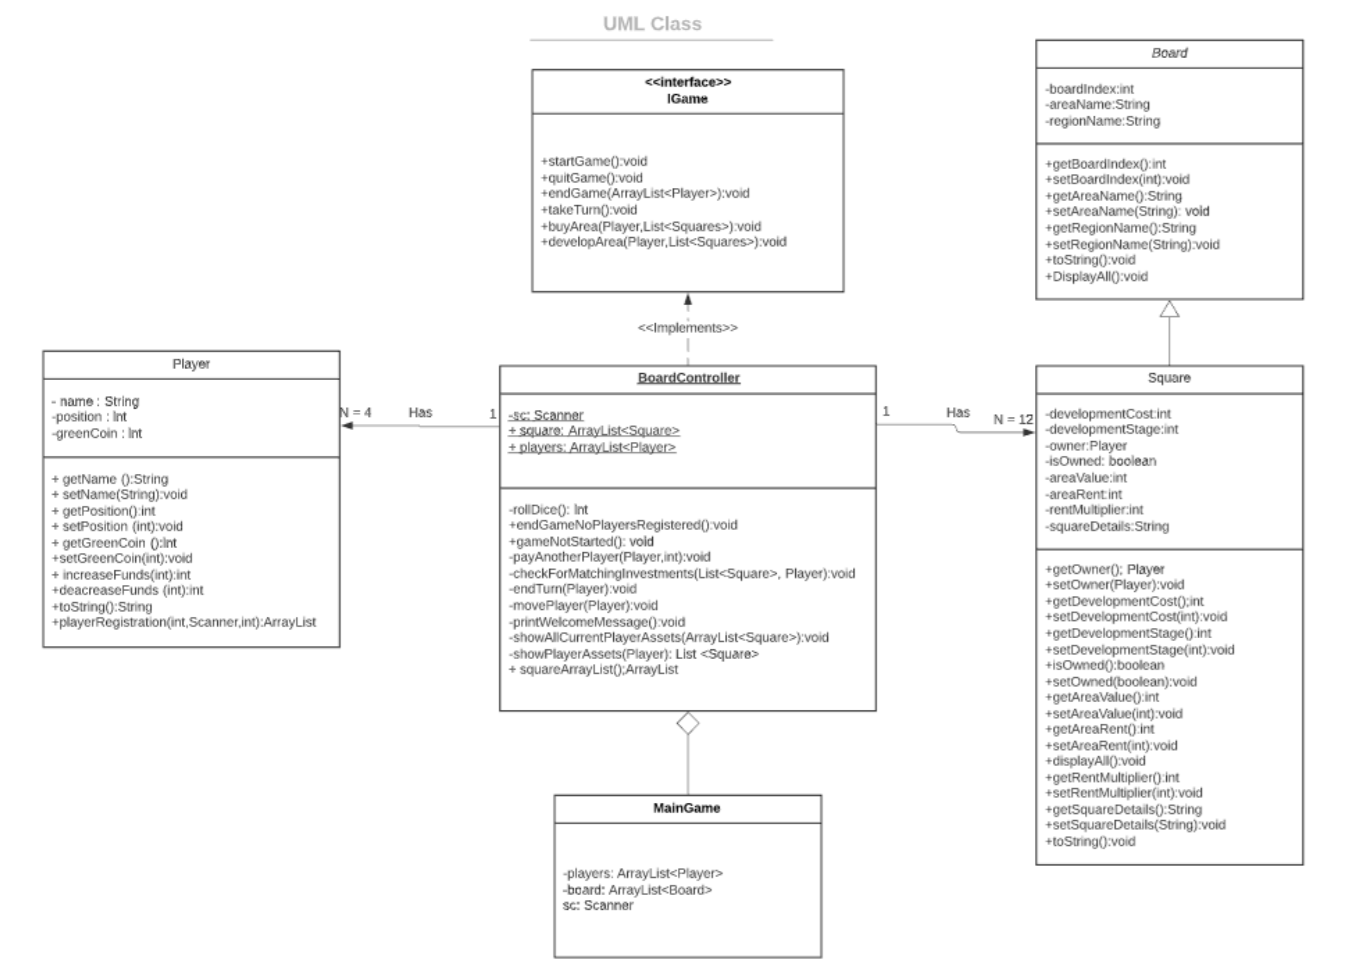 UML Class
<<interface>>
IGame
+startGame():void
+quitGame():void
+endGame(ArrayList<Player>):void
+takeTurn():void
+buyArea(Player,List<Squares>):void
+developArea(Player,List<Squares>):void
Board
-boardIndex:int
-areaName:String
-regionName:String
+getBoardIndex():int
+setBoardIndex(int):void
+getAreaName():String
+setAreaName(String): void
+getRegionName():String
+setRegionName(String):void
+toString():void
+DisplayAll():void
<<Implements>>
Player
- name : String
-position : Int
-greenCoin : Int
+ getName ():String
+ setName(String):void
+ getPosition():int
+ setPosition (int):void
+ getGreenCoin ():Int
+setGreenCoin(int):void
+ increaseFunds(int):int
+deacreaseFunds (int):int
+toString():String
+playerRegistration(int,Scanner,int):ArrayList
N = 4
Has
1
BoardController
-sc: Scanner
+ square: ArrayList<Square>
+ players: ArrayList<Player>
-rollDice(): Int
+endGameNoPlayersRegistered():void
+gameNotStarted(): void
-payAnotherPlayer(Player,int):void
-checkForMatchingInvestments(List<Square>, Player):void
-endTurn(Player):void
-movePlayer(Player):void
-printWelcomeMessage():void
-showAllCurrentPlayerAssets(ArrayList<Square>):void
-showPlayerAssets(Player): List <Square>
+ squareArrayList();ArrayList
1
Has
N = 12
Square
-developmentCost:int
-developmentStage:int
-owner:Player
-isOwned: boolean
-areaValue:int
-areaRent:int
-rentMultiplier:int
-squareDetails:String
+getOwner(); Player
+setOwner(Player):void
+getDevelopmentCost();int
+setDevelopmentCost(int):void
+getDevelopmentStage():int
+setDevelopmentStage(int):void
+isOwned():boolean
+setOwned(boolean):void
+getAreaValue():int
+setAreaValue(int):void
+getAreaRent():int
+setAreaRent(int):void
+displayAll():void
+getRentMultiplier():int
+setRentMultiplier(int):void
+getSquareDetails():String
+setSquareDetails(String):void
+toString():void
MainGame
-players: ArrayList<Player>
-board: ArrayList<Board>
sc: Scanner